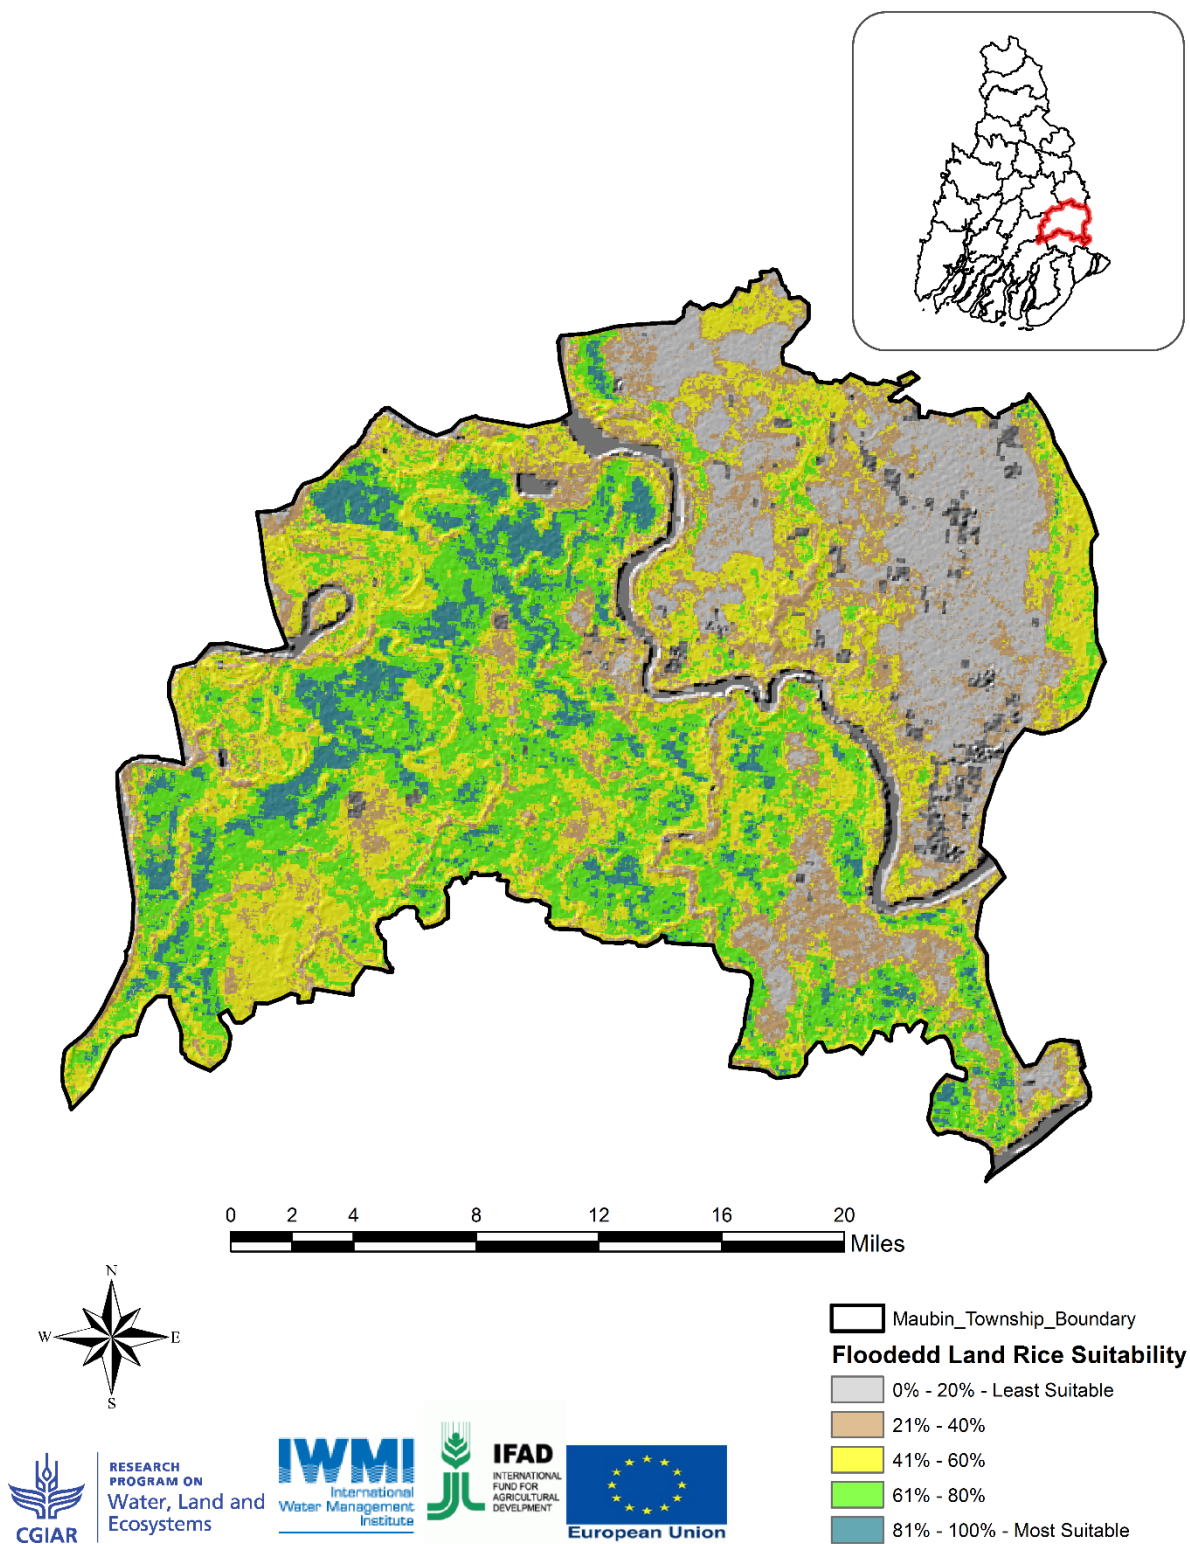 0 2 4 8 12 16 20
Miles
N
W E
S
Maubin_Township_Boundary
Floodedd Land Rice Suitability
0% - 20% - Least Suitable
21% - 40%
41% - 60%
61% - 80%
81% - 100% - Most Suitable
CGIAR
RESEARCH
PROGRAM ON
Water, Land and
Ecosystems
IWMI
International
Water Management
Institute
IFAD
INTERNATIONAL
FUND FOR
AGRICULTURAL
DEVELPMENT
European Union